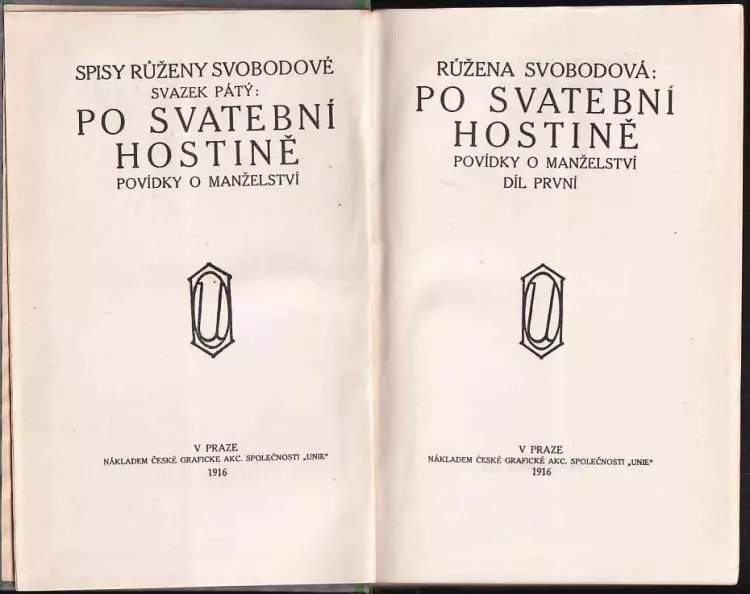 SPISY RŮŽENY SVOBODOVÉ
SVAZEK PÁTÝ:
PO SVATEBNÍ
HOSTINĚ
POVÍDKY O MANŽELSTVÍ
U
V PRAZE
NÁKLADEM ČESKÉ GRAFICKE AKC. SPOLEČNOSTI „UNIE“
1916
RŮŽENA SVOBODOVÁ:
PO SVATEBNÍ
HOSTINĚ
POVÍDKY O MANŽELSTVÍ
DÍL PRVNÍ
U
V PRAZE
NÁKLADEM ČESKÉ GRAFICKÉ AKC. SPOLEČNOSTI „UNIE“
1916